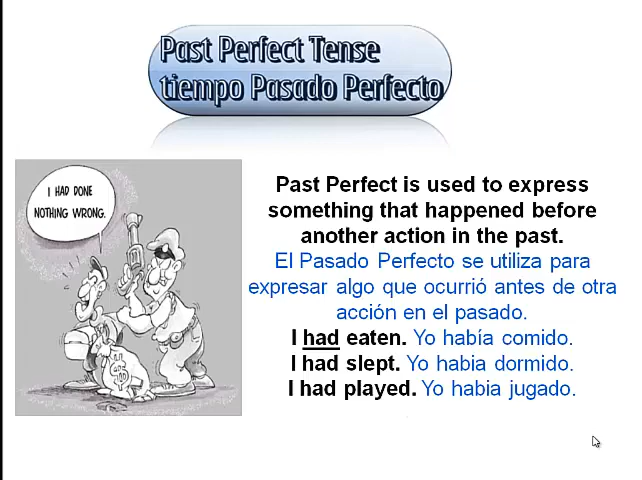 Past Perfect Tense
tiempo Pasado Perfecto
I HAD DONE
NOTHING WRONG.
Past Perfect is used to express
something that happened before
another action in the past.
El Pasado Perfecto se utiliza para
expresar algo que ocurrió antes de otra
acción en el pasado.
I had eaten. Yo había comido.
I had slept. Yo habia dormido.
I had played. Yo habia jugado.